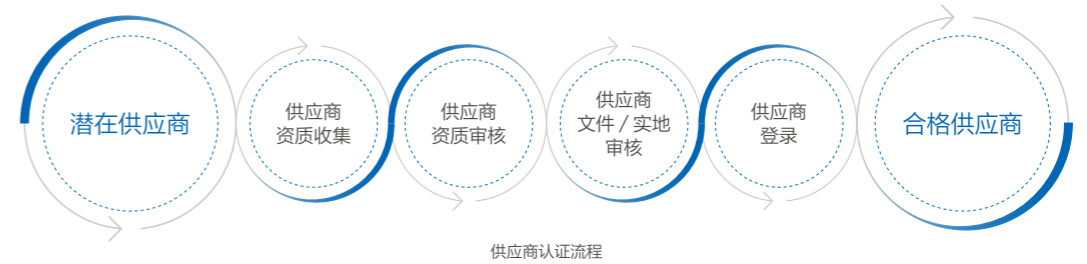 潜在供应商
供应商
资质收集
供应商
资质审核
供应商
文件 / 实地
审核
供应商
登录
合格供应商
供应商认证流程